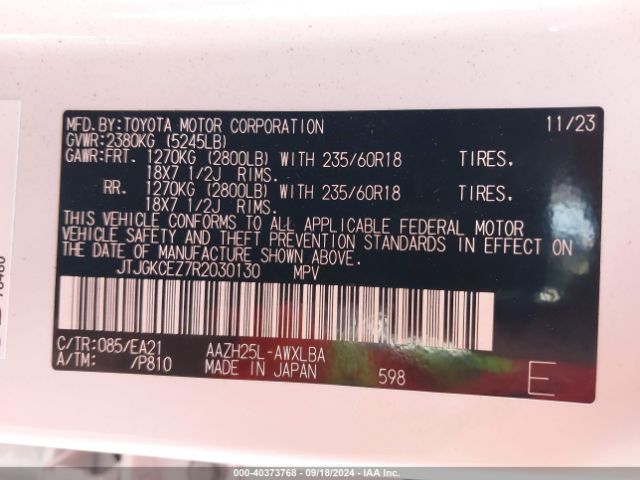 MFD.BY:TOYOTA MOTOR CORPORATION 11/23
GVWR:2380KG (5245LB)
GAWR:FRT. 1270KG (2800LB) WITH 235/60R18 TIRES,
18X7 1/2J RIMS.
RR. 1270KG (2800LB) WITH 235/60R18 TIRES,
18X7 1/2J RIMS.
THIS VEHICLE CONFORMS TO ALL APPLICABLE FEDERAL MOTOR
VEHICLE SAFETY AND THEFT PREVENTION STANDARDS IN EFFECT ON
THE DATE OF MANUFACTURE SHOWN ABOVE.
JTJGKCEZ7R2030130 MPV
C/TR:085/EA21 AAZH25L-AWXLBA
A/TM: /P810 MADE IN JAPAN 598 E
000-40373768 - 09/18/2024 - IAAI.COM